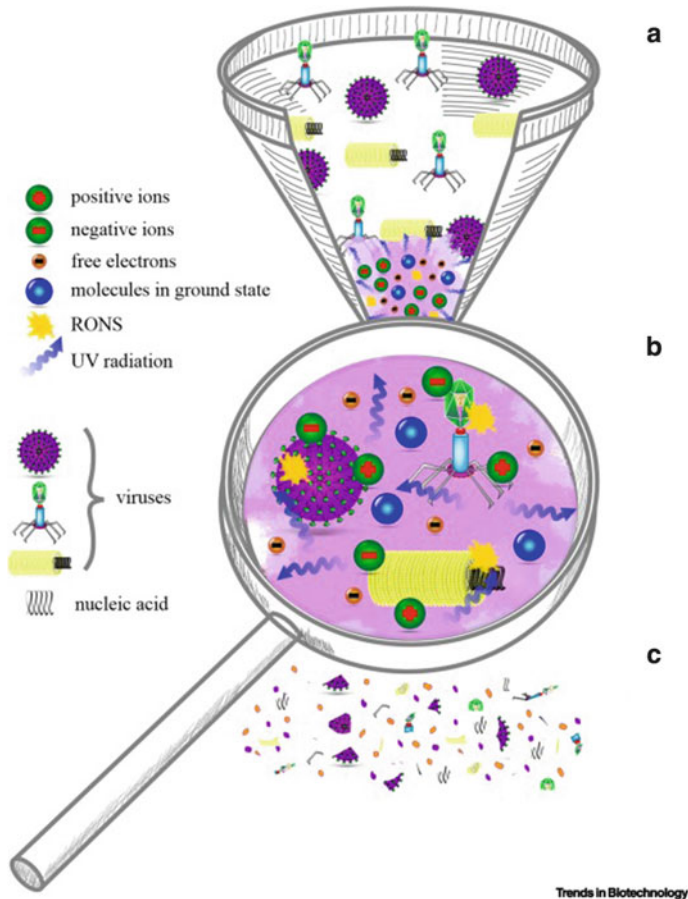 a
positive ions
negative ions
free electrons
molecules in ground state
RONS
UV radiation
b
viruses
nucleic acid
c
Trends in Biotechnology